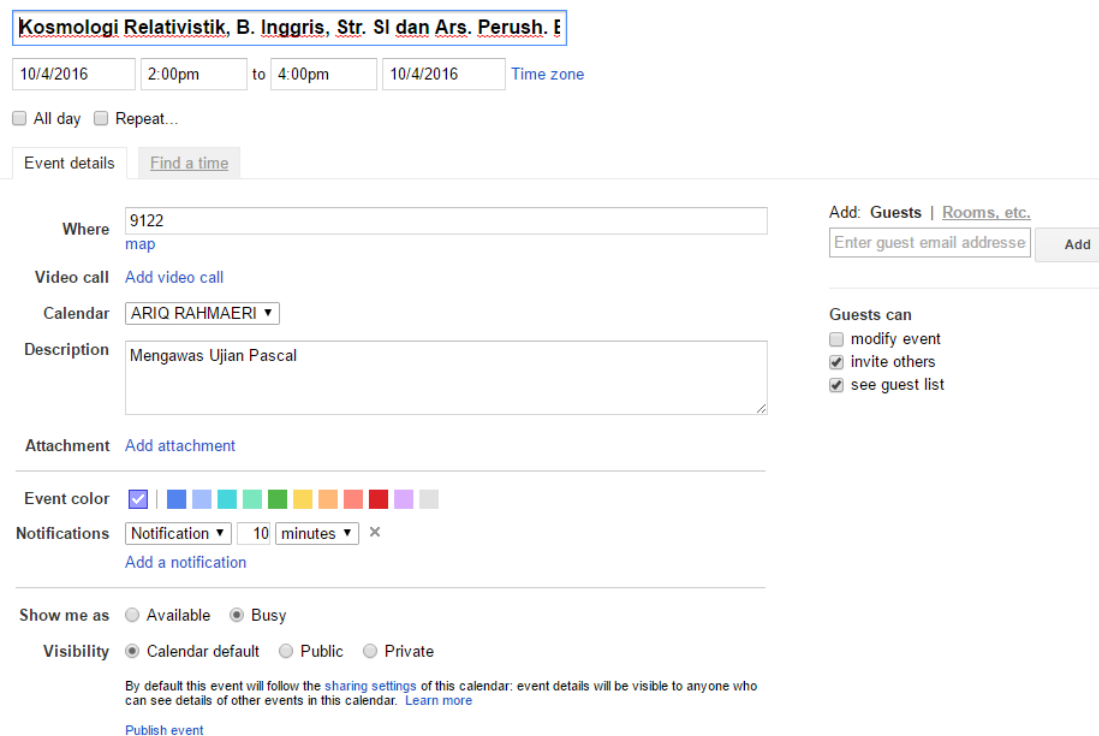 Kosmologi Relativistik, B. Inggris, Str. SI dan Ars. Perush.
10/4/2016 2:00pm to 4:00pm 10/4/2016 Time zone
All day Repeat...
Event details Find a time
Add: Guests | Rooms, etc.
Where 9122
Enter guest email addresse Add
map
Video call Add video call
Calendar ARIQ RAHMAERI
Guests can
modify event
Description Mengawas Ujian Pascal
invite others
see guest list
Attachment Add attachment
Event color
Notifications Notification 10 minutes
Add a notification
Show me as Available Busy
Visibility Calendar default Public Private
By default this event will follow the sharing settings of this calendar: event details will be visible to anyone who
can see details of other events in this calendar. Learn more
Publish event